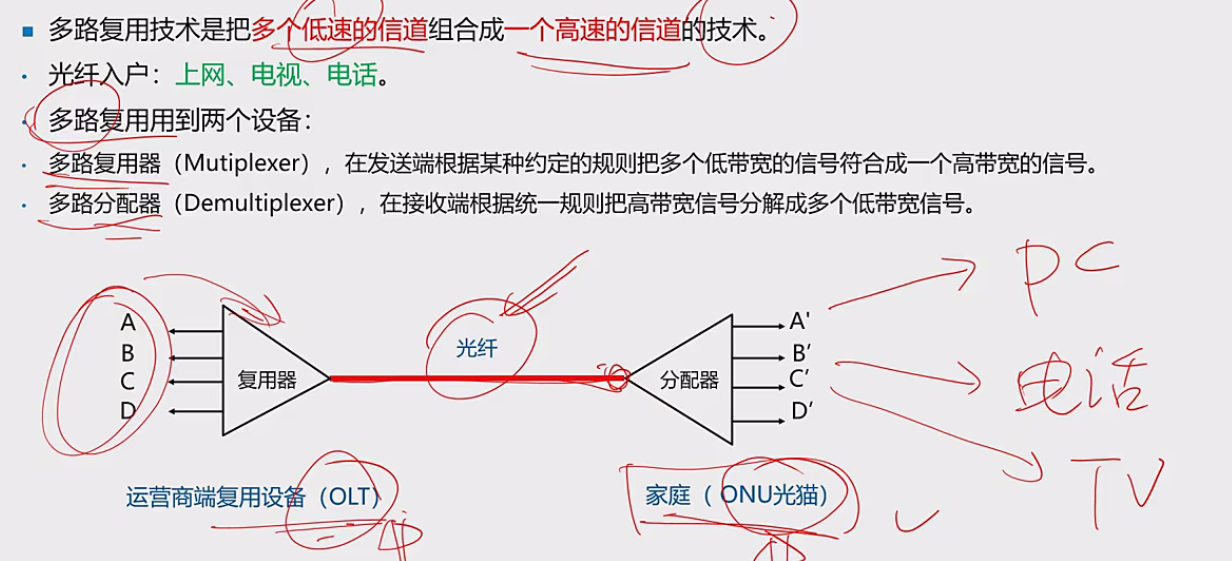 多路复用技术是把多个低速的信道组合成一个高速的信道的技术。
光纤入户：上网、电视、电话。
多路复用用到两个设备：
多路复用器（Mutiplexer），在发送端根据某种约定的规则把多个低带宽的信号符合成一个高带宽的信号。
多路分配器（Demultiplexer），在接收端根据统一规则把高带宽信号分解成多个低带宽信号。
PC
A
B
C
D
复用器
光纤
分配器
A'
B'
C'
D'
电话
TV
运营商端复用设备（OLT）
家庭（ ONU光猫）